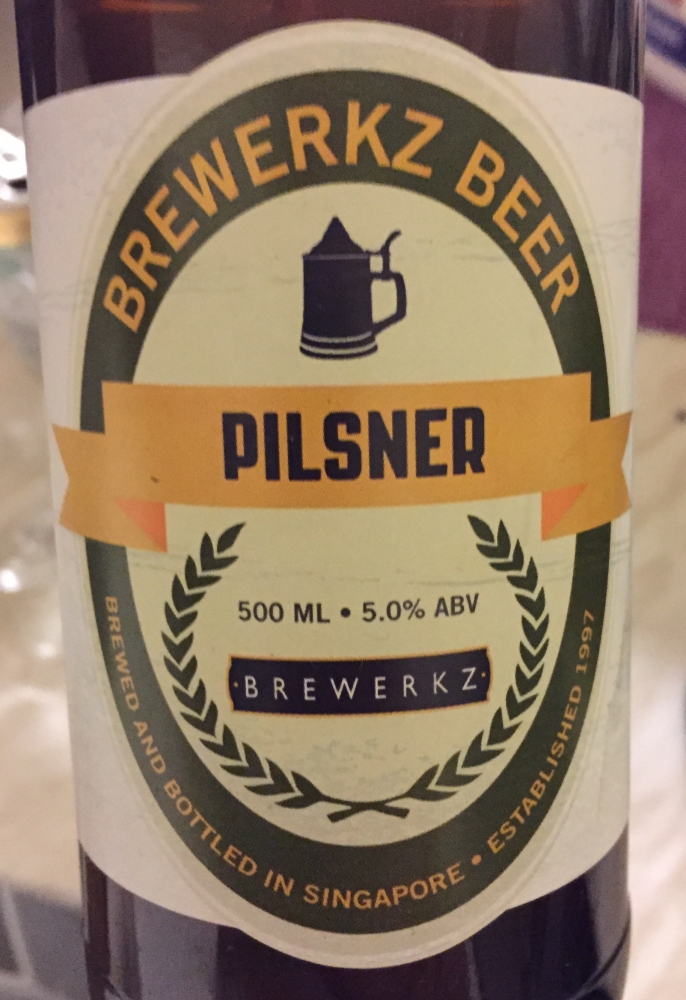 BREWERKZ BEER
PILSNER
500 ML • 5.0% ABV
·BREWERKZ·
BREWED AND BOTTLED IN SINGAPORE • ESTABLISHED 1997